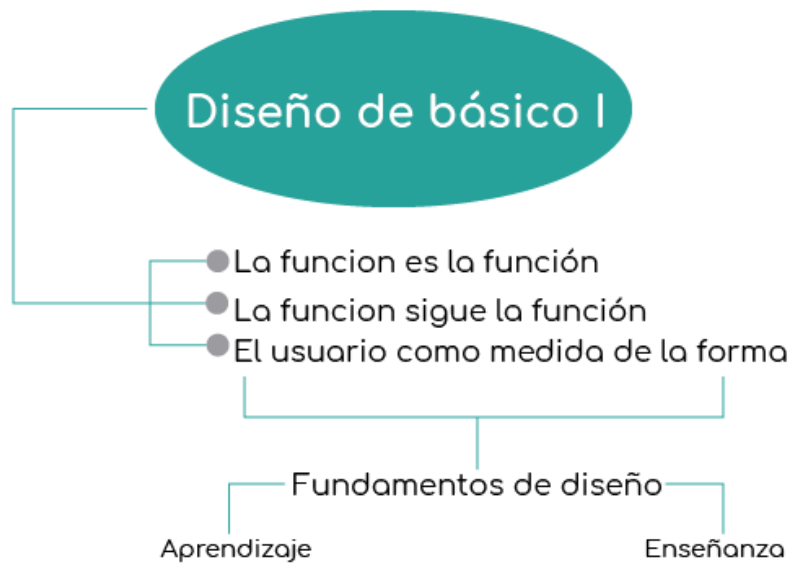 Diseño de básico I
La funcion es la función
La funcion sigue la función
El usuario como medida de la forma
Fundamentos de diseño
Aprendizaje
Enseñanza